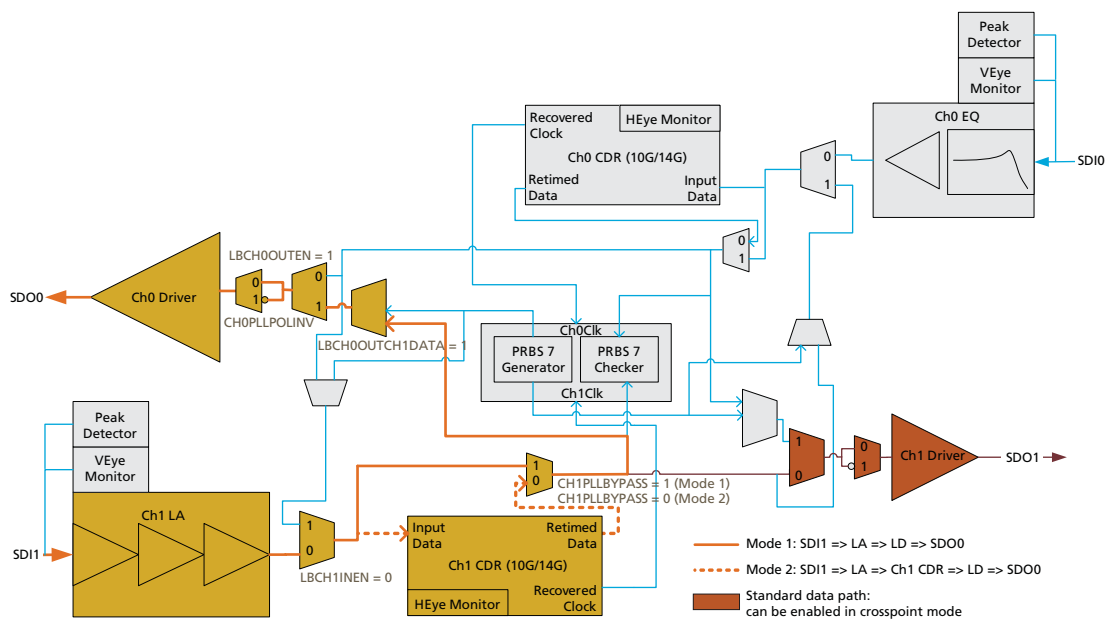 Peak
Detector
VEye
Monitor
Ch0 EQ
SDI0
Recovered
Clock
HEye Monitor
Ch0 CDR (10G/14G)
Retimed
Data
Input
Data
0
1
0
1
LBCH0OUTEN = 1
SDO0
Ch0 Driver
0
1
0
1
CH0PLLPOLINV
LBCH0OUTCH1DATA = 1
Ch0Clk
PRBS 7
Generator
PRBS 7
Checker
Ch1Clk
Peak
Detector
VEye
Monitor
Ch1 LA
SDI1
1
0
LBCH1INEN = 0
1
0
CH1PLLBYPASS = 1 (Mode 1)
CH1PLLBYPASS = 0 (Mode 2)
Input
Data
Retimed
Data
Ch1 CDR (10G/14G)
HEye Monitor
Recovered
Clock
1
0
0
1
Ch1 Driver
SDO1
Mode 1: SDI1 => LA => LD => SDO0
Mode 2: SDI1 => LA => Ch1 CDR => LD => SDO0
Standard data path:
can be enabled in crosspoint mode